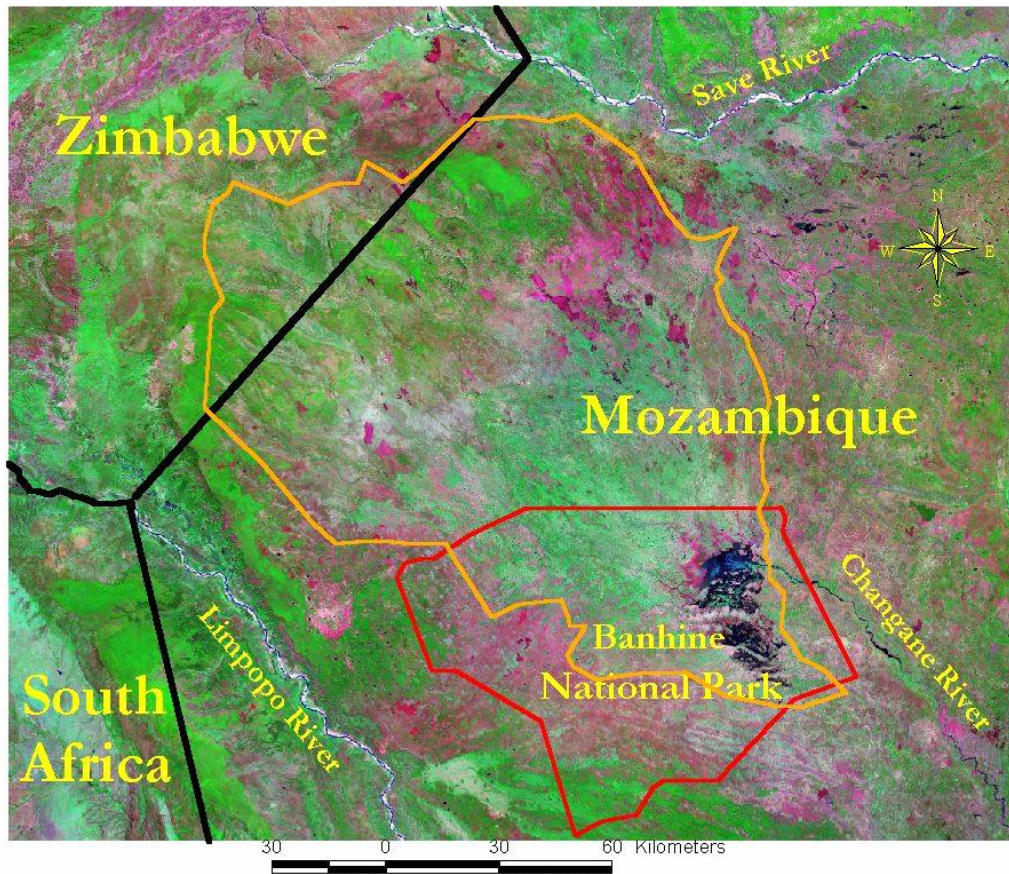 Save River
Zimbabwe
N
W
E
S
Mozambique
Changane River
Limpopo River
Banhine
National Park
South
Africa
30 0 30 60 Kilometers